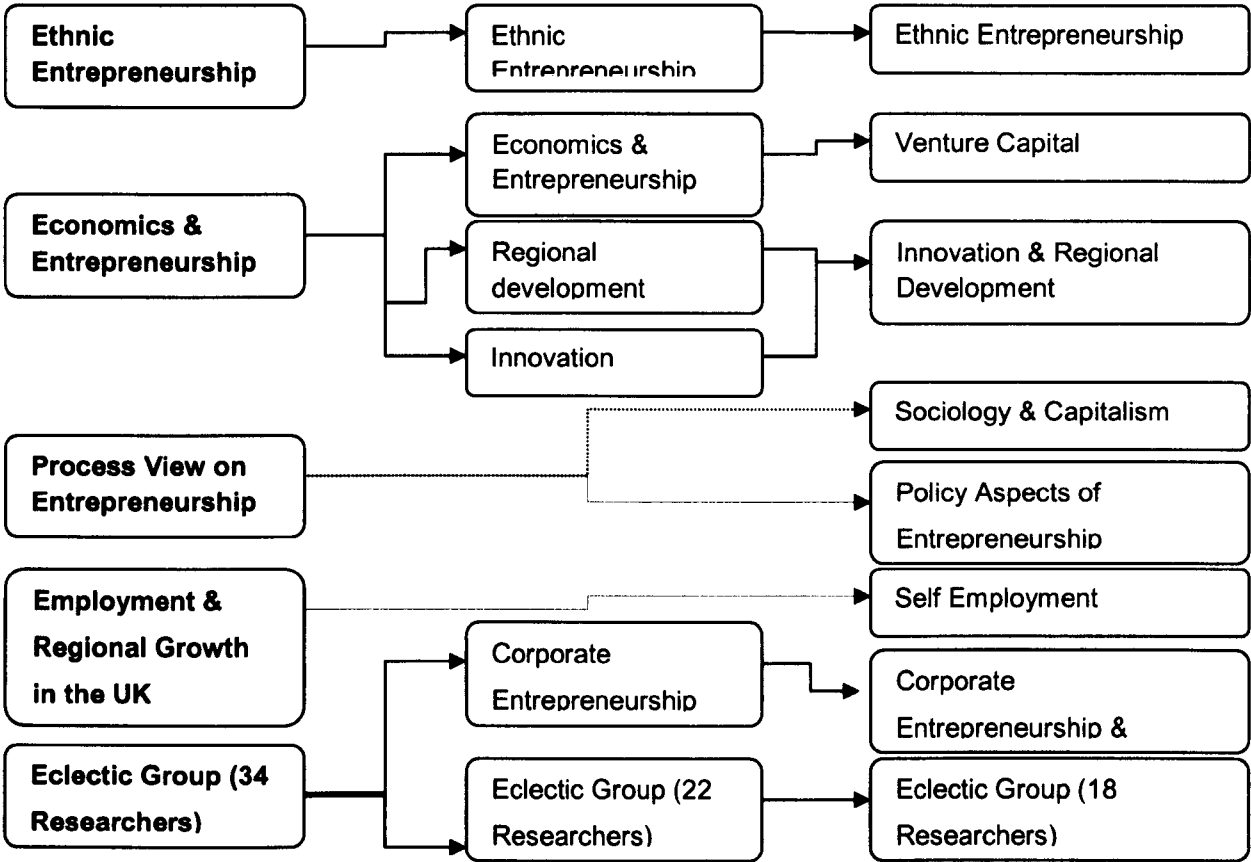 Ethnic
Entrepreneurship
Ethnic
Entrepreneurship
Ethnic Entrepreneurship
Economics &
Entrepreneurship
Venture Capital
Economics &
Entrepreneurship
Regional
development
Innovation & Regional
Development
Innovation
Sociology & Capitalism
Process View on
Entrepreneurship
Policy Aspects of
Entrepreneurship
Employment &
Regional Growth
in the UK
Self Employment
Corporate
Entrepreneurship
Corporate
Entrepreneurship &
Eclectic Group (34
Researchers)
Eclectic Group (22
Researchers)
Eclectic Group (18
Researchers)